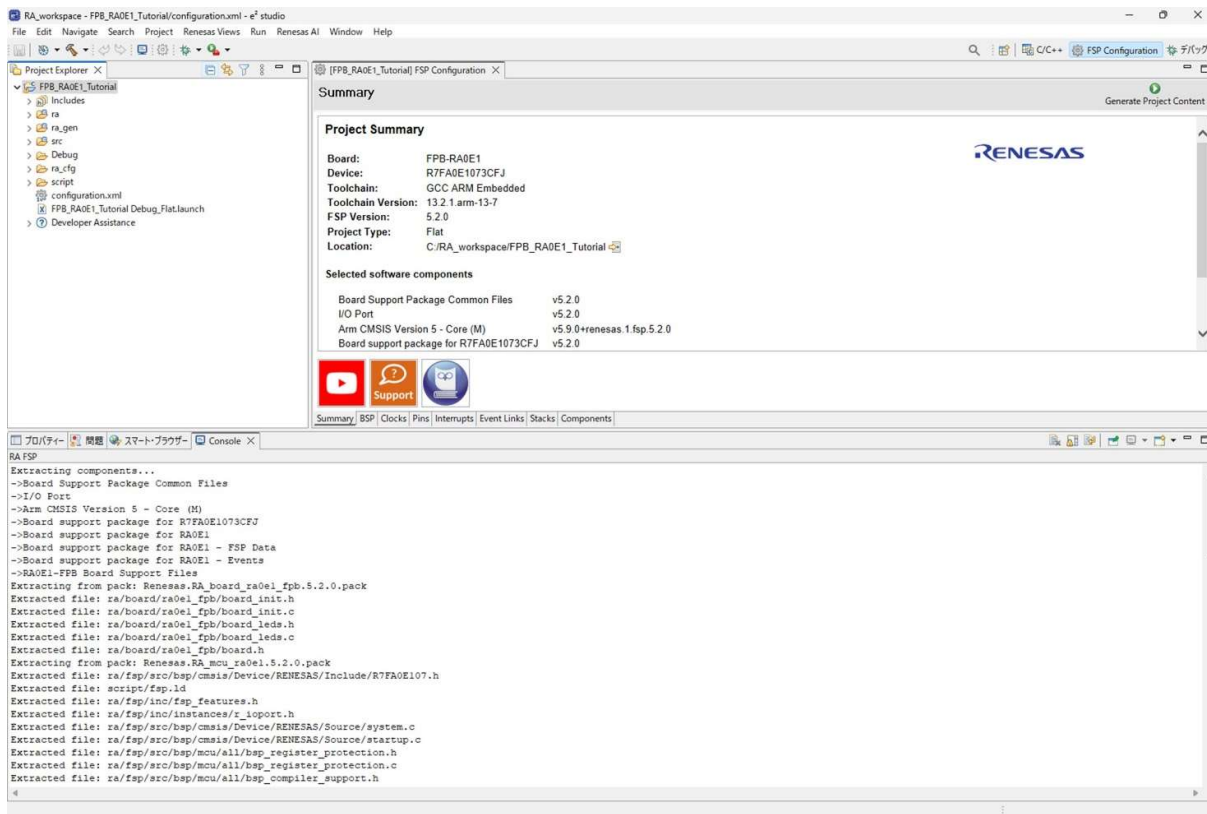 RA_workspace - FPB_RA0E1_Tutorial/configuration.xml - e² studio
File Edit Navigate Search Project Renesas Views Run Renesas AI Window Help
C/C++ FSP Configuration デバッグ
Project Explorer
[FPB_RA0E1_Tutorial] FSP Configuration
FPB_RA0E1_Tutorial
Includes
ra
ra_gen
src
Debug
ra_cfg
script
configuration.xml
FPB_RA0E1_Tutorial Debug_Flat.launch
Developer Assistance
Summary
Generate Project Content
Project Summary
RENESAS
Board: FPB-RA0E1
Device: R7FA0E1073CFJ
Toolchain: GCC ARM Embedded
Toolchain Version: 13.2.1.arm-13-7
FSP Version: 5.2.0
Project Type: Flat
Location: C:/RA_workspace/FPB_RA0E1_Tutorial
Selected software components
Board Support Package Common Files v5.2.0
I/O Port v5.2.0
Arm CMSIS Version 5 - Core (M) v5.9.0+renesas.1.fsp.5.2.0
Board support package for R7FA0E1073CFJ v5.2.0
Support
Summary BSP Clocks Pins Interrupts Event Links Stacks Components
プロパティー 問題 スマート・ブラウザー Console
RA FSP
Extracting components...
->Board Support Package Common Files
->I/O Port
->Arm CMSIS Version 5 - Core (M)
->Board support package for R7FA0E1073CFJ
->Board support package for RA0E1
->Board support package for RA0E1 - FSP Data
->Board support package for RA0E1 - Events
->RA0E1-FPB Board Support Files
Extracting from pack: Renesas.RA_board_ra0e1_fpb.5.2.0.pack
Extracted file: ra/board/ra0e1_fpb/board_init.h
Extracted file: ra/board/ra0e1_fpb/board_init.c
Extracted file: ra/board/ra0e1_fpb/board_leds.h
Extracted file: ra/board/ra0e1_fpb/board_leds.c
Extracted file: ra/board/ra0e1_fpb/board.h
Extracting from pack: Renesas.RA_mcu_ra0e1.5.2.0.pack
Extracted file: ra/fsp/src/bsp/cmsis/Device/RENESAS/Include/R7FA0E107.h
Extracted file: script/fsp.ld
Extracted file: ra/fsp/inc/fsp_features.h
Extracted file: ra/fsp/inc/instances/r_ioport.h
Extracted file: ra/fsp/src/bsp/cmsis/Device/RENESAS/Source/system.c
Extracted file: ra/fsp/src/bsp/cmsis/Device/RENESAS/Source/startup.c
Extracted file: ra/fsp/src/bsp/mcu/all/bsp_register_protection.h
Extracted file: ra/fsp/src/bsp/mcu/all/bsp_register_protection.c
Extracted file: ra/fsp/src/bsp/mcu/all/bsp_compiler_support.h